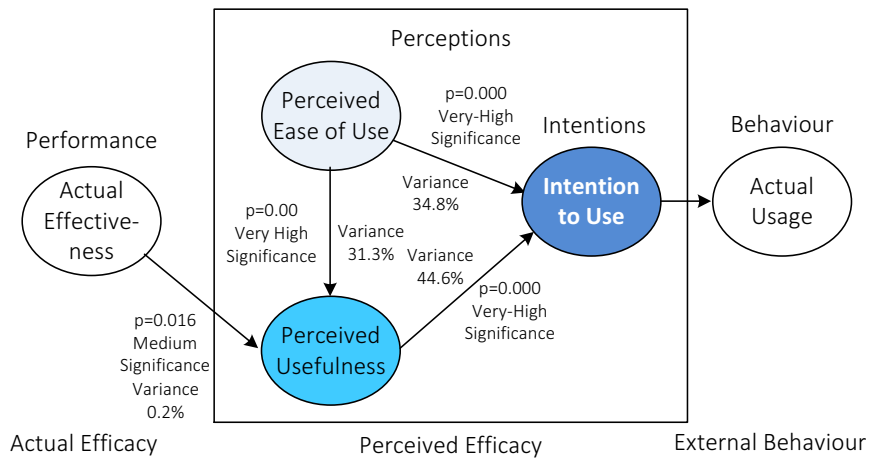 Perceptions
Perceived
Ease of Use
p=0.000
Very-High
Significance
Intentions
Behaviour
Performance
Actual
Effective-
ness
Variance
34.8%
Intention
to Use
Actual
Usage
p=0.00
Very High
Significance
Variance
31.3%
Variance
44.6%
p=0.000
Very-High
Significance
p=0.016
Medium
Significance
Variance
0.2%
Perceived
Usefulness
Actual Efficacy
Perceived Efficacy
External Behaviour